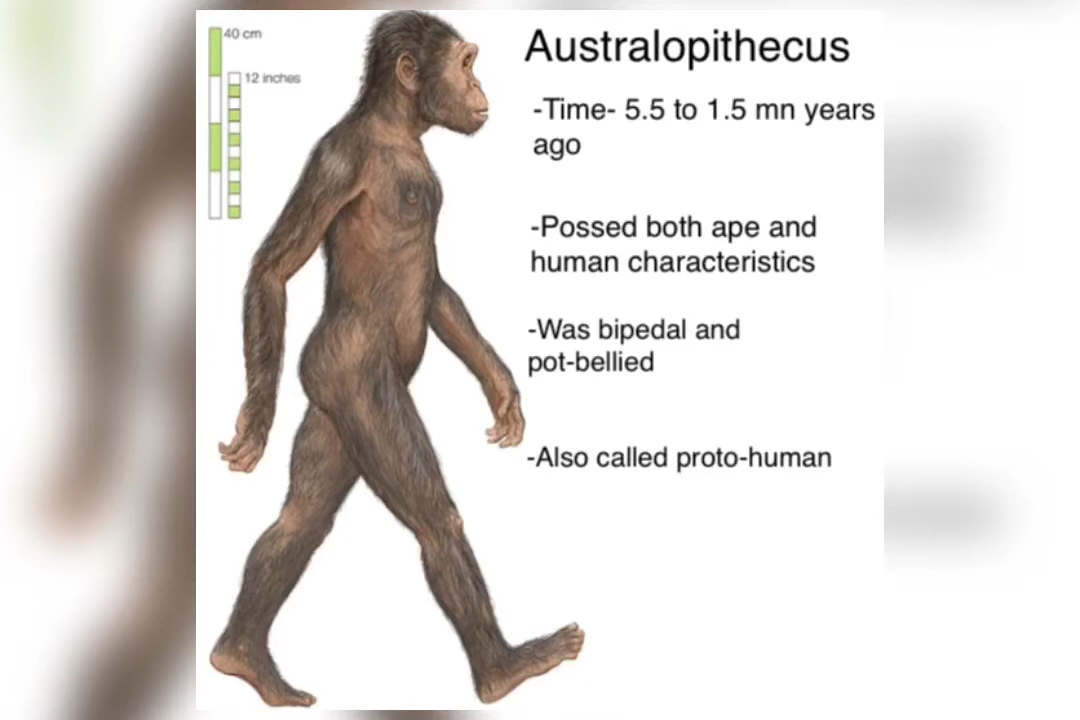 40 cm
12 inches
Australopithecus
-Time- 5.5 to 1.5 mn years
ago
-Possed both ape and
human characteristics
-Was bipedal and
pot-bellied
-Also called proto-human